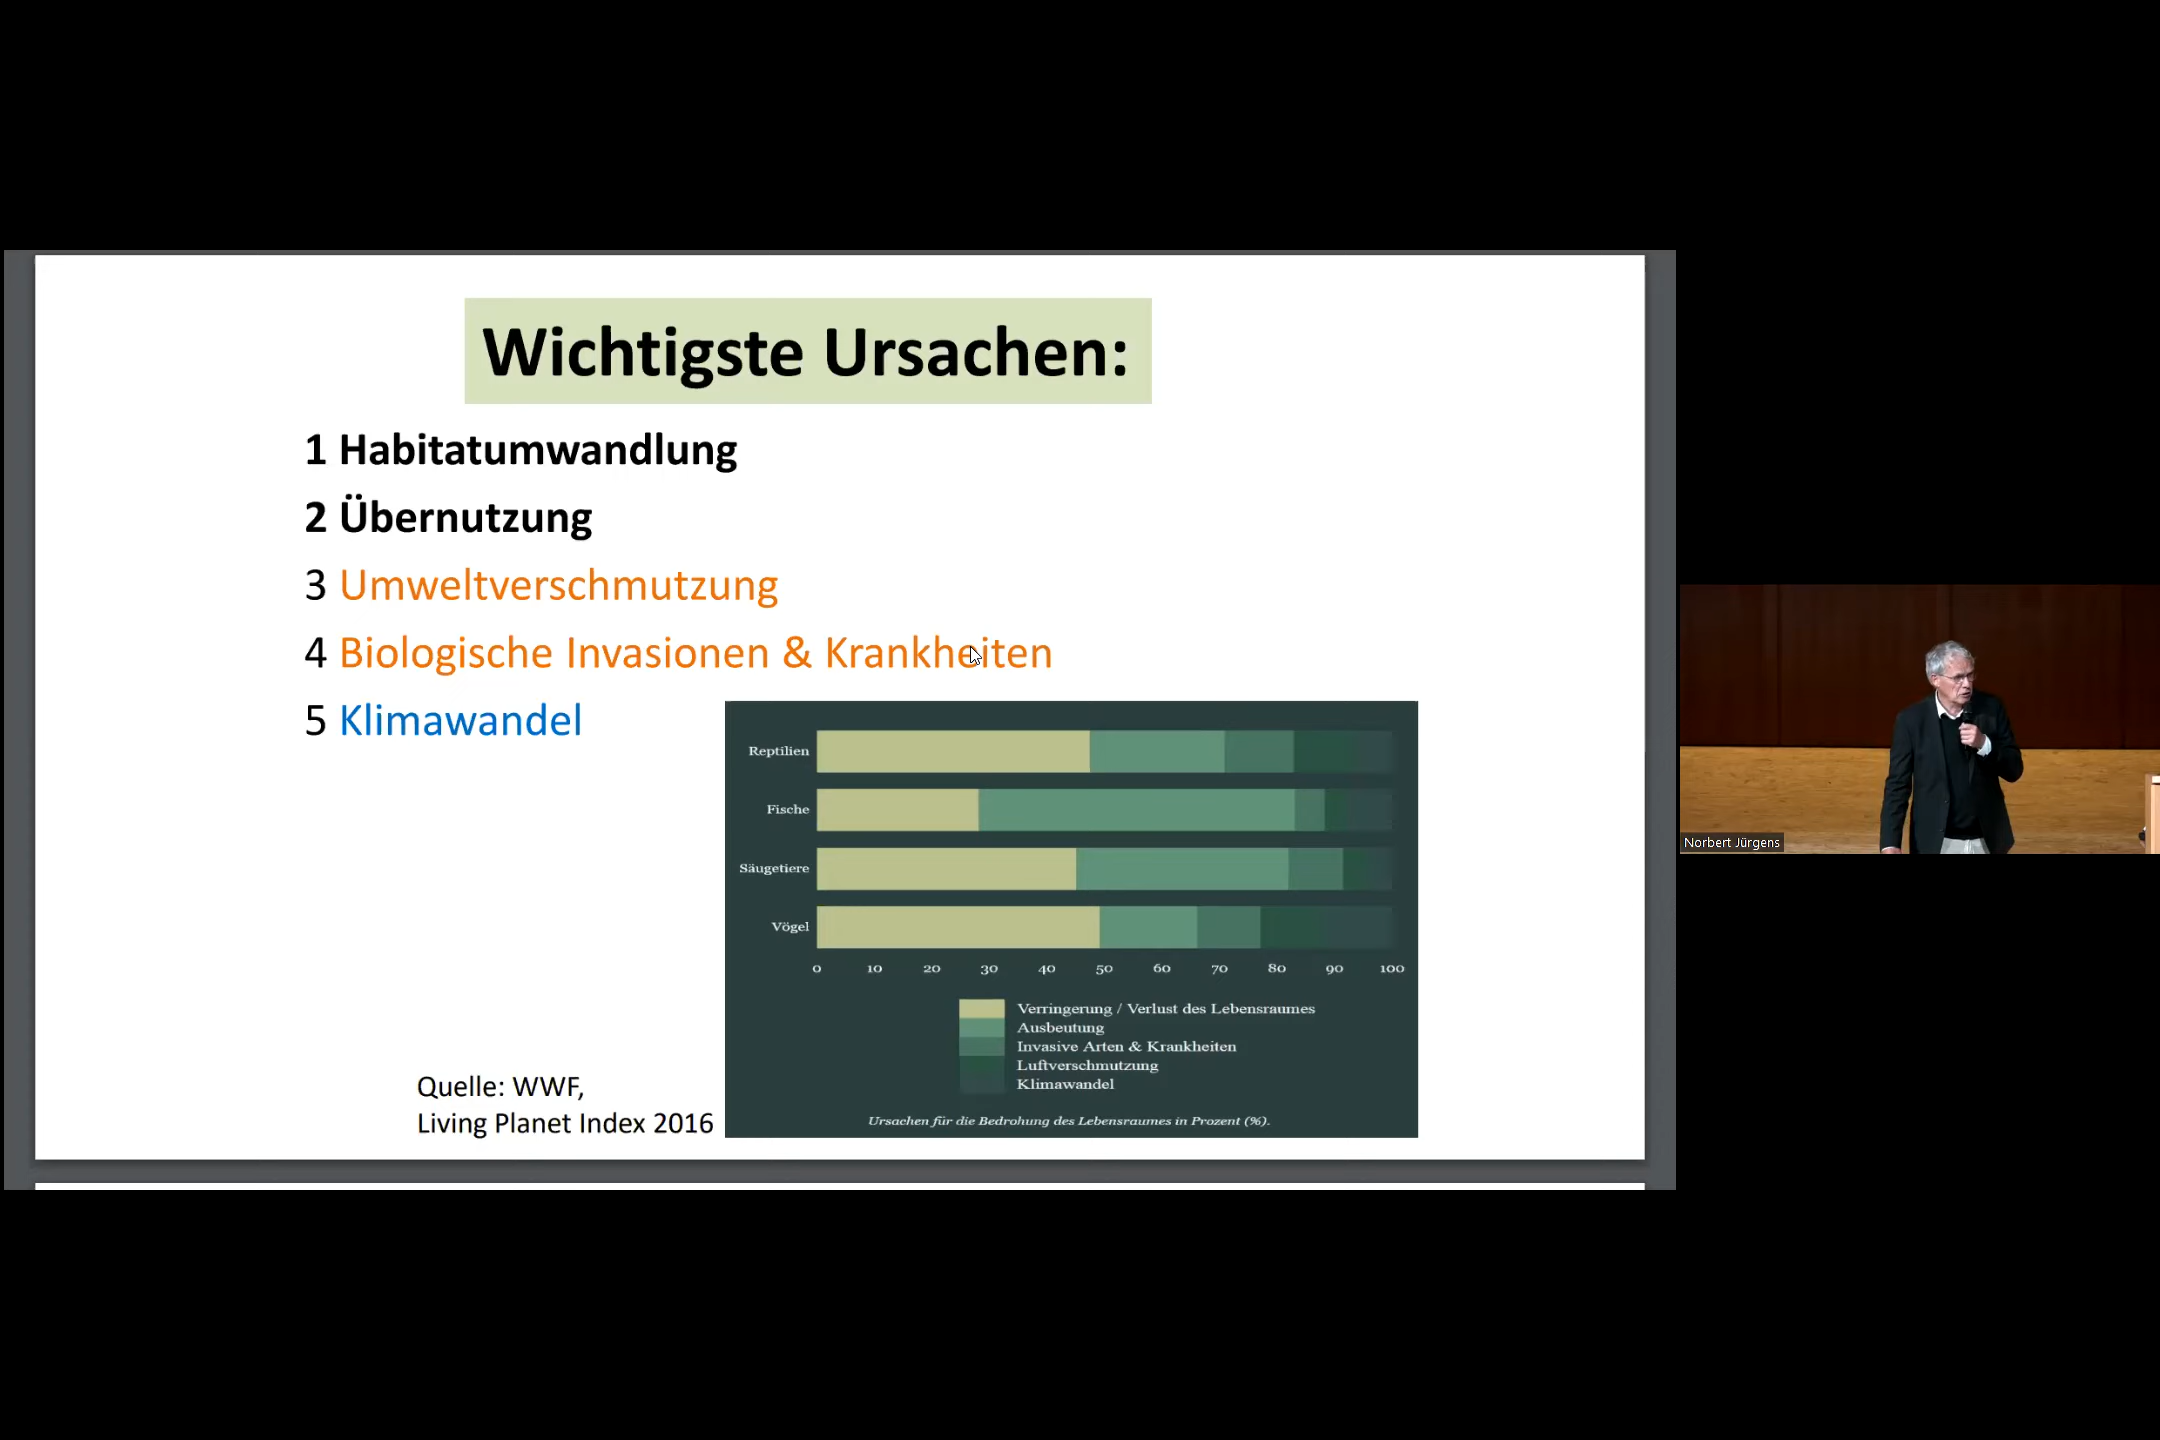 Wichtigste Ursachen:
1 Habitatumwandlung
2 Übernutzung
3 Umweltverschmutzung
4 Biologische Invasionen & Krankheiten
5 Klimawandel
Reptilien
Fische
Säugetiere
Vögel
0 10 20 30 40 50 60 70 80 90 100
Verringerung / Verlust des Lebensraumes
Ausbeutung
Invasive Arten & Krankheiten
Luftverschmutzung
Klimawandel
Ursachen für die Bedrohung des Lebensraumes in Prozent (%).
Quelle: WWF,
Living Planet Index 2016
Norbert Jürgens